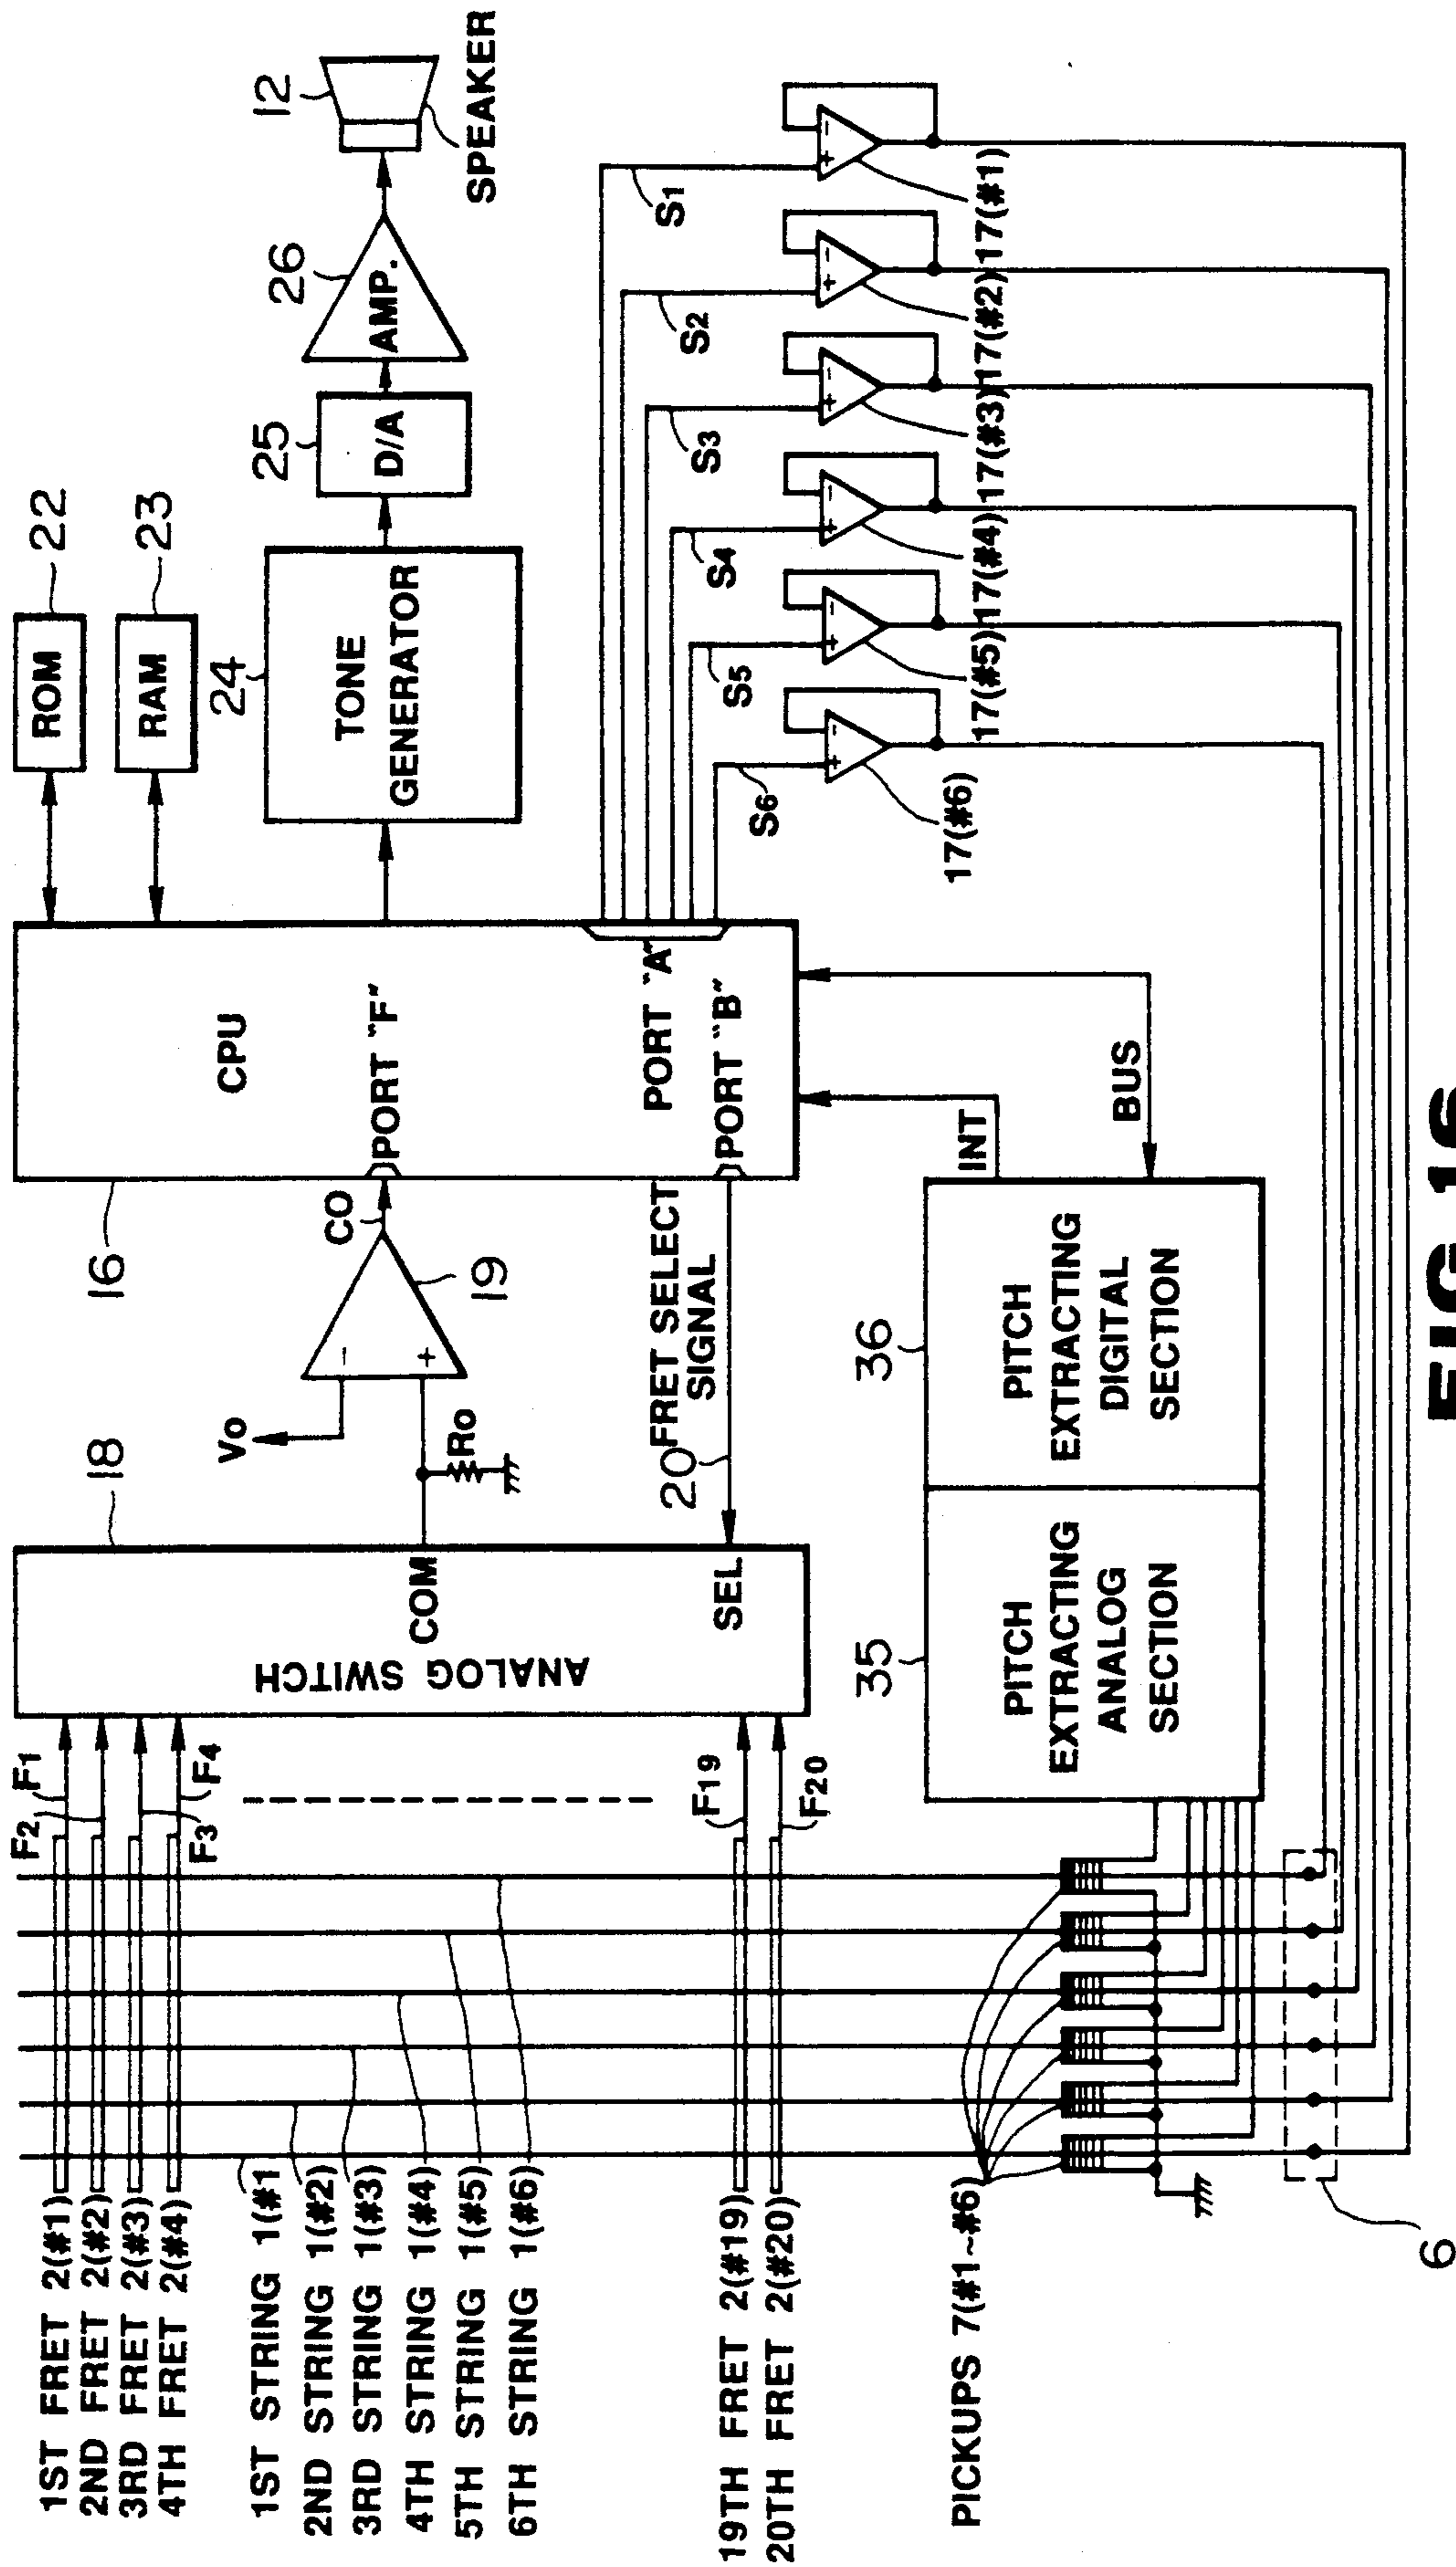 1ST FRET 2(#1)
2ND FRET 2(#2)
3RD FRET 2(#3)
4TH FRET 2(#4)
F1
F2
F3
F4
1ST STRING 1(#1
2ND STRING 1(#2)
3RD STRING 1(#3)
4TH STRING 1(#4)
5TH STRING 1(#5)
6TH STRING 1(#6)
19TH FRET 2(#19)
20TH FRET 2(#20)
F19
F20
18
ANALOG SWITCH
COM
SEL
Vo
Ro
19
CO
20
FRET SELECT
SIGNAL
16
CPU
PORT "F"
PORT "A"
PORT "B"
ROM
22
RAM
23
24
TONE
GENERATOR
25
D/A
26
AMP.
12
SPEAKER
S1
S2
S3
S4
S5
S6
- +
- +
- +
- +
- +
- +
- +
17(#6)
17(#5)
17(#4)
17(#3)
17(#2)
17(#1)
INT
BUS
35
PITCH
EXTRACTING
ANALOG
SECTION
36
PITCH
EXTRACTING
DIGITAL
SECTION
PICKUPS 7(#1~#6)
6